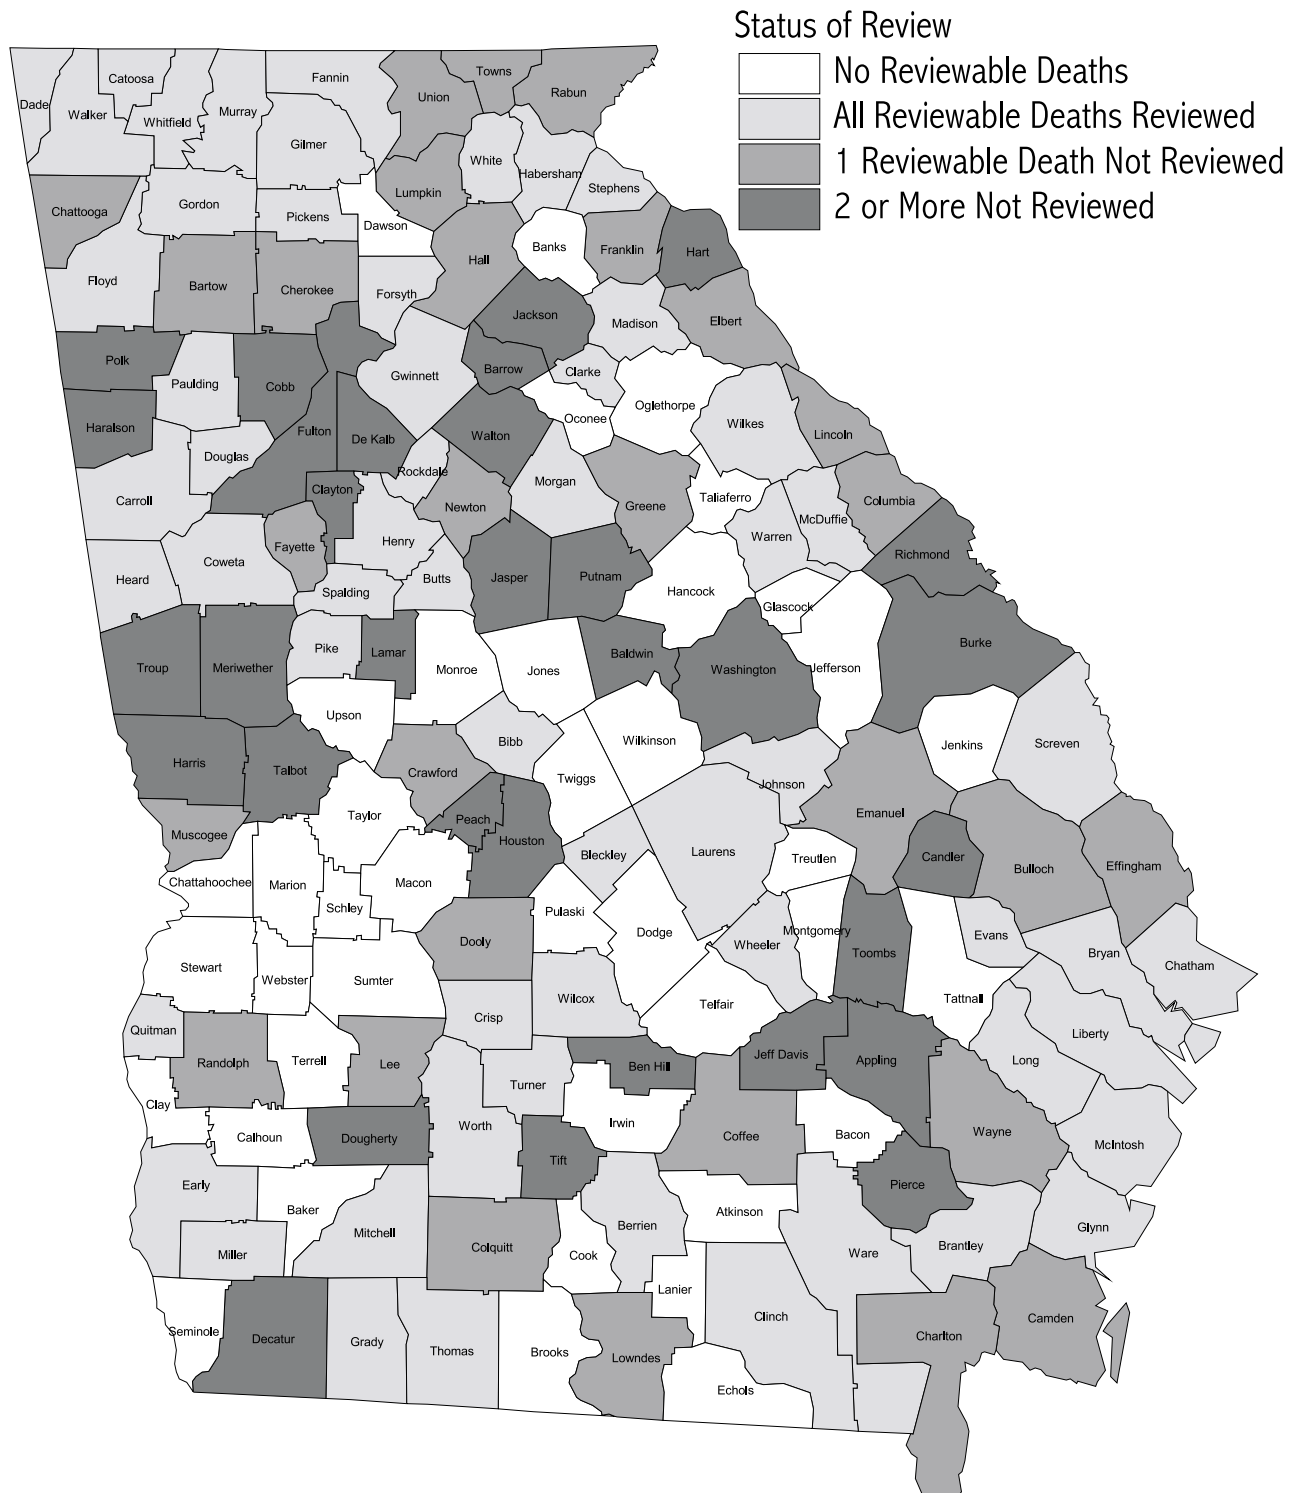 Status of Review
No Reviewable Deaths
All Reviewable Deaths Reviewed
1 Reviewable Death Not Reviewed
2 or More Not Reviewed
Dade
Walker
Catoosa
Whitfield
Murray
Fannin
Gilmer
Union
Towns
Rabun
White
Habersham
Stephens
Lumpkin
Chattooga
Gordon
Pickens
Dawson
Banks
Franklin
Hart
Hall
Floyd
Bartow
Cherokee
Forsyth
Jackson
Madison
Elbert
Polk
Paulding
Cobb
Gwinnett
Barrow
Clarke
Oconee
Oglethorpe
Wilkes
Lincoln
Haralson
Douglas
Fulton
De Kalb
Walton
Rockdale
Morgan
Greene
Taliaferro
Columbia
Carroll
Clayton
Newton
McDuffie
Warren
Richmond
Fayette
Henry
Coweta
Heard
Spalding
Butts
Jasper
Putnam
Hancock
Glascock
Burke
Troup
Meriwether
Pike
Lamar
Monroe
Jones
Baldwin
Washington
Jefferson
Upson
Bibb
Wilkinson
Jenkins
Screven
Harris
Talbot
Crawford
Twiggs
Johnson
Emanuel
Muscogee
Taylor
Peach
Houston
Bleckley
Laurens
Treutlen
Candler
Bulloch
Effingham
Chattahoochee
Marion
Macon
Schley
Pulaski
Dodge
Wheeler
Montgomery
Toombs
Evans
Bryan
Chatham
Dooly
Stewart
Webster
Sumter
Wilcox
Telfair
Tattnall
Crisp
Quitman
Liberty
Randolph
Terrell
Lee
Turner
Ben Hill
Jeff Davis
Appling
Long
Clay
Calhoun
Dougherty
Worth
Irwin
Coffee
Bacon
Wayne
McIntosh
Tift
Early
Baker
Mitchell
Berrien
Atkinson
Pierce
Glynn
Miller
Colquitt
Cook
Ware
Brantley
Lanier
Clinch
Camden
Seminole
Decatur
Grady
Thomas
Brooks
Lowndes
Charlton
Echols